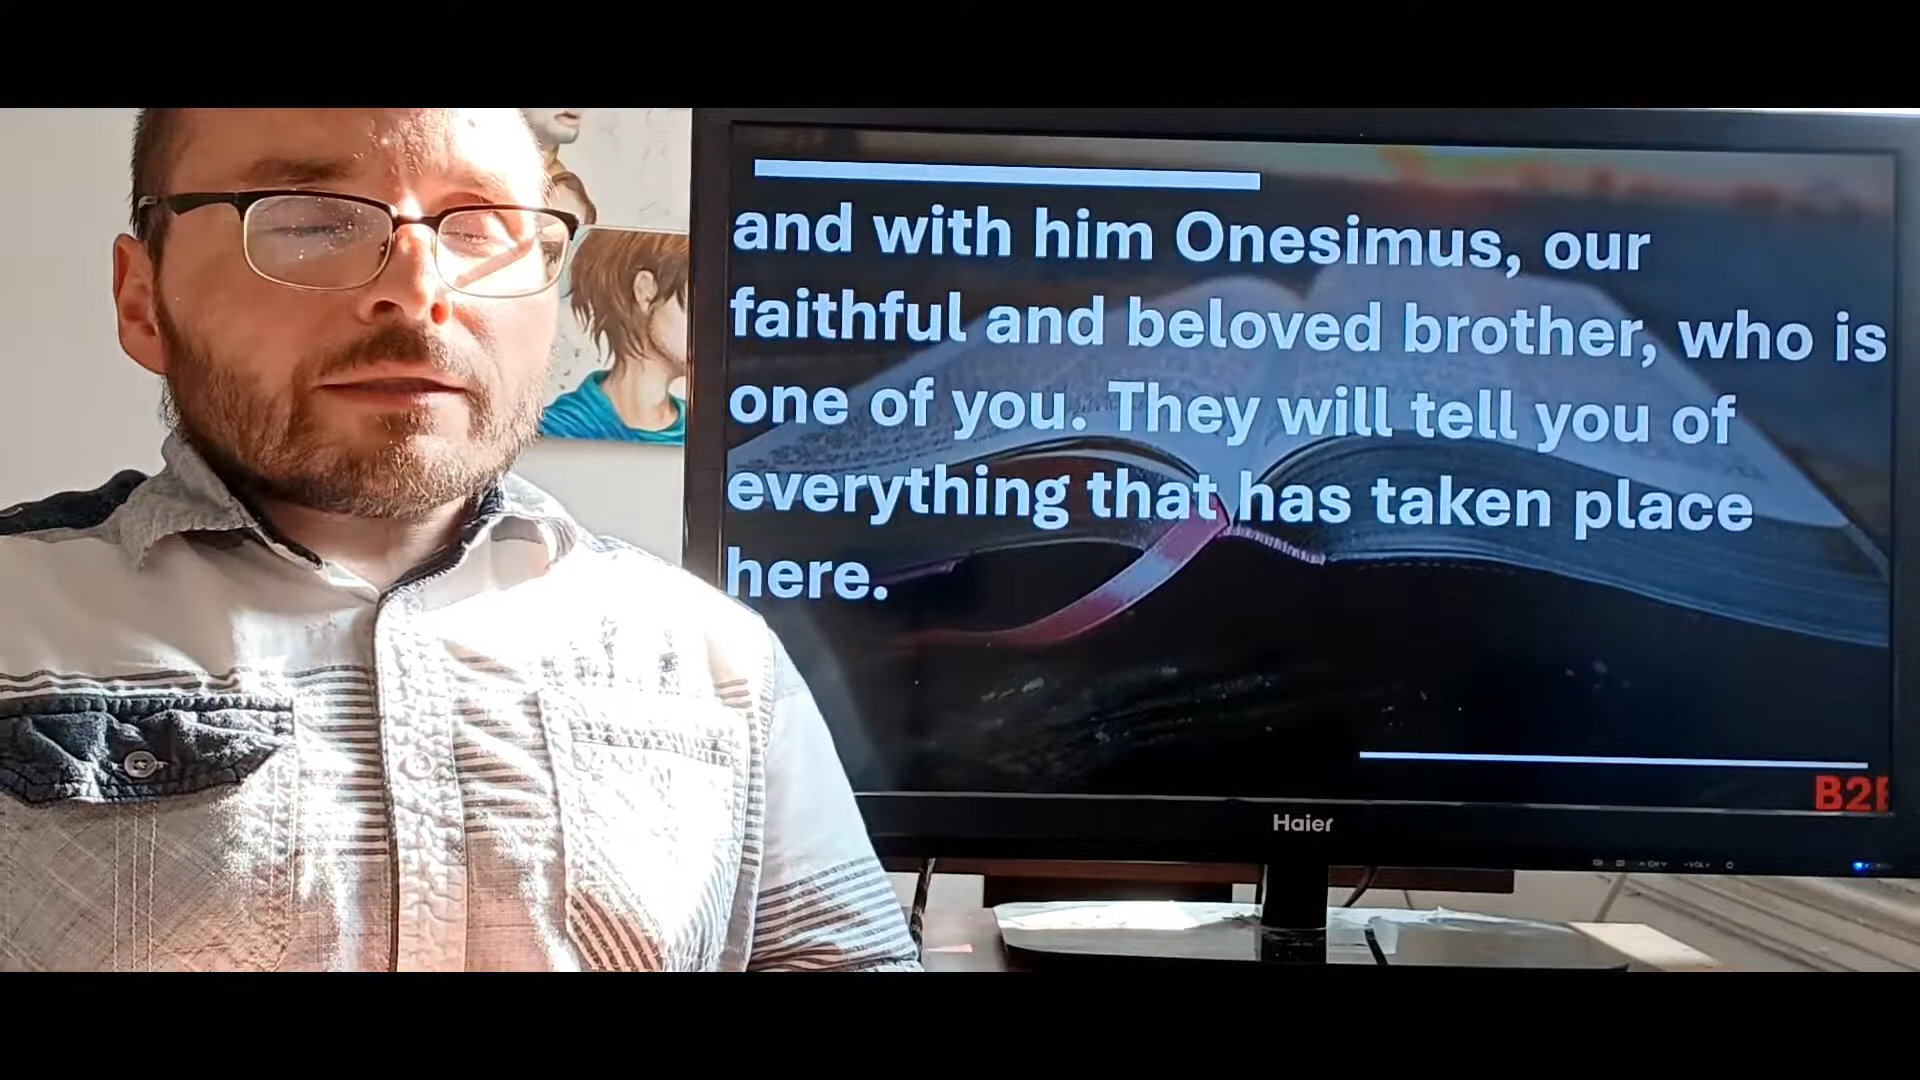 and with him Onesimus, our
faithful and beloved brother, who is
one of you. They will tell you of
everything that has taken place
here.
Haier